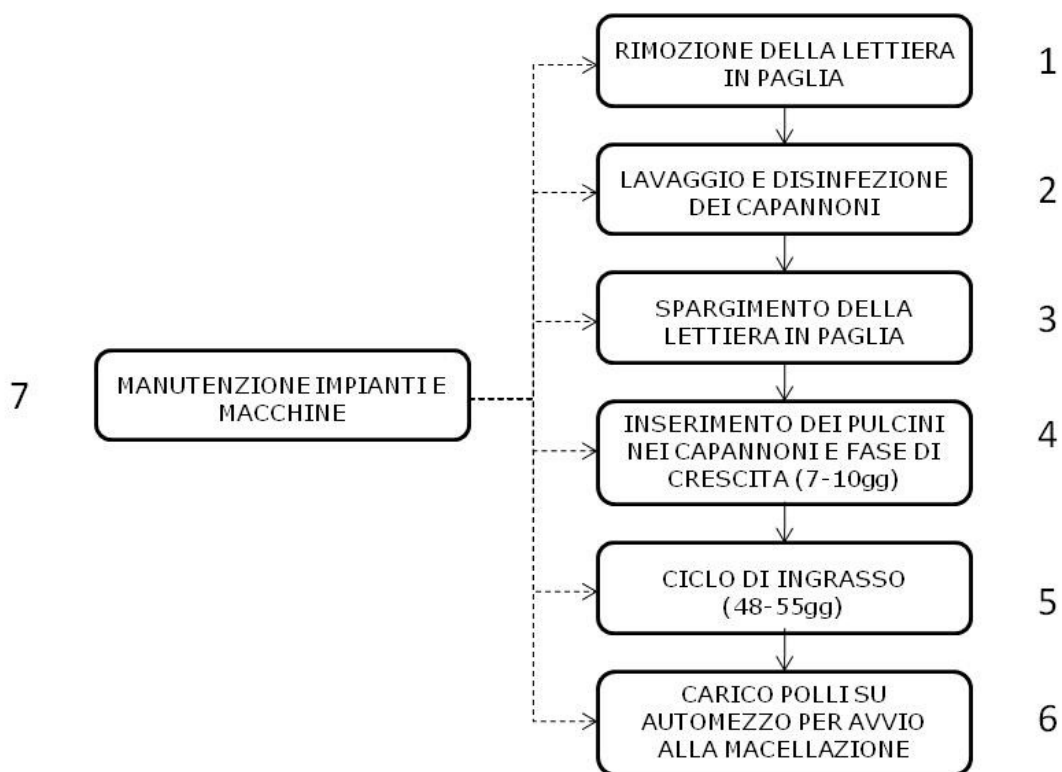 RIMOZIONE DELLA LETTIERA
IN PAGLIA
1
LAVAGGIO E DISINFEZIONE
DEI CAPANNONI
2
SPARGIMENTO DELLA
LETTIERA IN PAGLIA
3
7
MANUTENZIONE IMPIANTI E
MACCHINE
INSERIMENTO DEI PULCINI
NEI CAPANNONI E FASE DI
CRESCITA (7-10gg)
4
CICLO DI INGRASSO
(48-55gg)
5
CARICO POLLI SU
AUTOMEZZO PER AVVIO
ALLA MACELLAZIONE
6